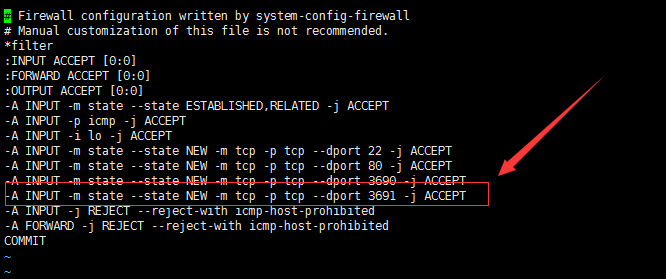 # Firewall configuration written by system-config-firewall
# Manual customization of this file is not recommended.
*filter
:INPUT ACCEPT [0:0]
:FORWARD ACCEPT [0:0]
:OUTPUT ACCEPT [0:0]
-A INPUT -m state --state ESTABLISHED,RELATED -j ACCEPT
-A INPUT -p icmp -j ACCEPT
-A INPUT -i lo -j ACCEPT
-A INPUT -m state --state NEW -m tcp -p tcp --dport 22 -j ACCEPT
-A INPUT -m state --state NEW -m tcp -p tcp --dport 80 -j ACCEPT
-A INPUT -m state --state NEW -m tcp -p tcp --dport 3690 -j ACCEPT
-A INPUT -m state --state NEW -m tcp -p tcp --dport 3691 -j ACCEPT
-A INPUT -j REJECT --reject-with icmp-host-prohibited
-A FORWARD -j REJECT --reject-with icmp-host-prohibited
COMMIT
~
~